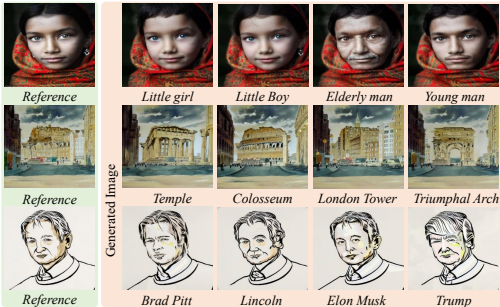 Reference Little girl Little Boy Elderly man Young man
Reference Temple Colosseum London Tower Triumphal Arch
Generated Image
Reference Brad Pitt Lincoln Elon Musk Trump